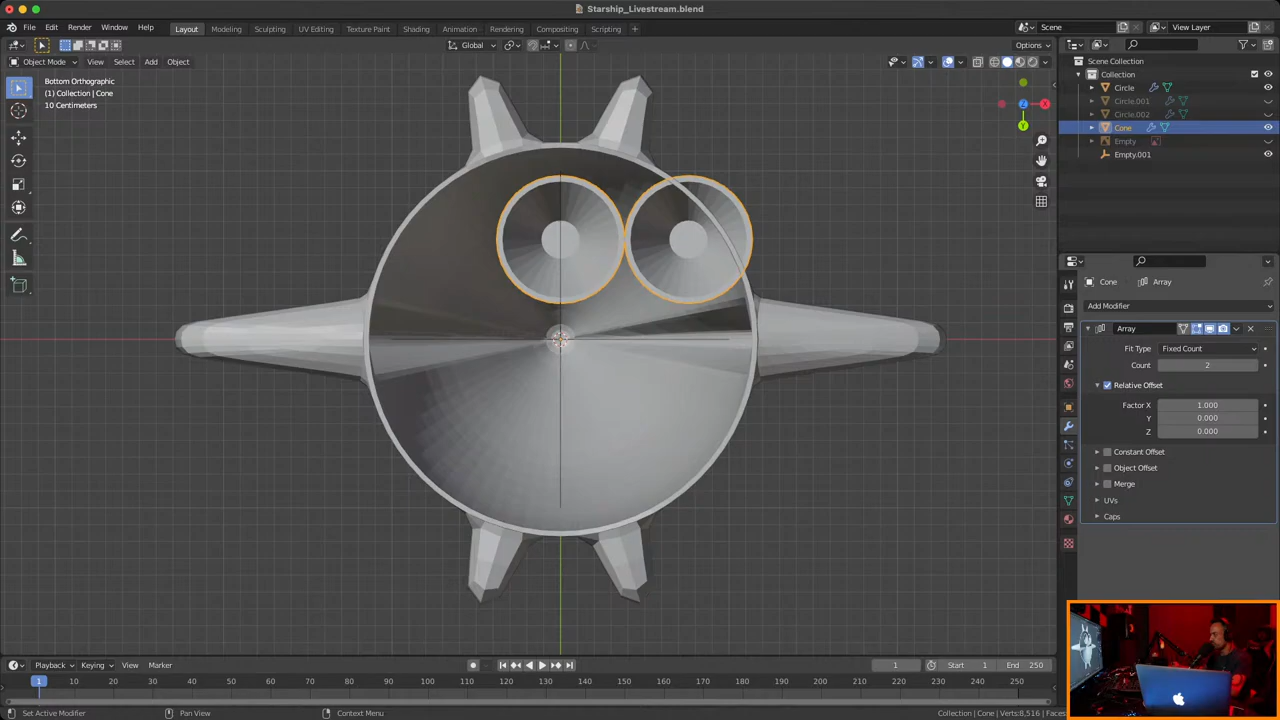 Starship_Livestream.blend
File Edit Render Window Help Layout Modeling Sculpting UV Editing Texture Paint Shading Animation Rendering Compositing Scripting + Scene View Layer
Global Options
Object Mode View Select Add Object
Bottom Orthographic
(1) Collection | Cone
10 Centimeters
X
Z
Y
Scene Collection
Collection
Circle
Circle.001
Circle.002
Cone
Empty
Empty.001
Cone Array
Add Modifier
Array
Fit Type Fixed Count
Count 2
Relative Offset
Factor X 1.000
Y 0.000
Z 0.000
Constant Offset
Object Offset
Merge
UVs
Caps
Playback Keying View Marker 1 Start 1 End 250
1 10 20 30 40 50 60 70 80 90 100 110 120 130 140 150 160 170 180 190 200 210 220 230 240 250
Set Active Modifier Pan View Context Menu Collection | Cone | Verts:8,516 | Faces